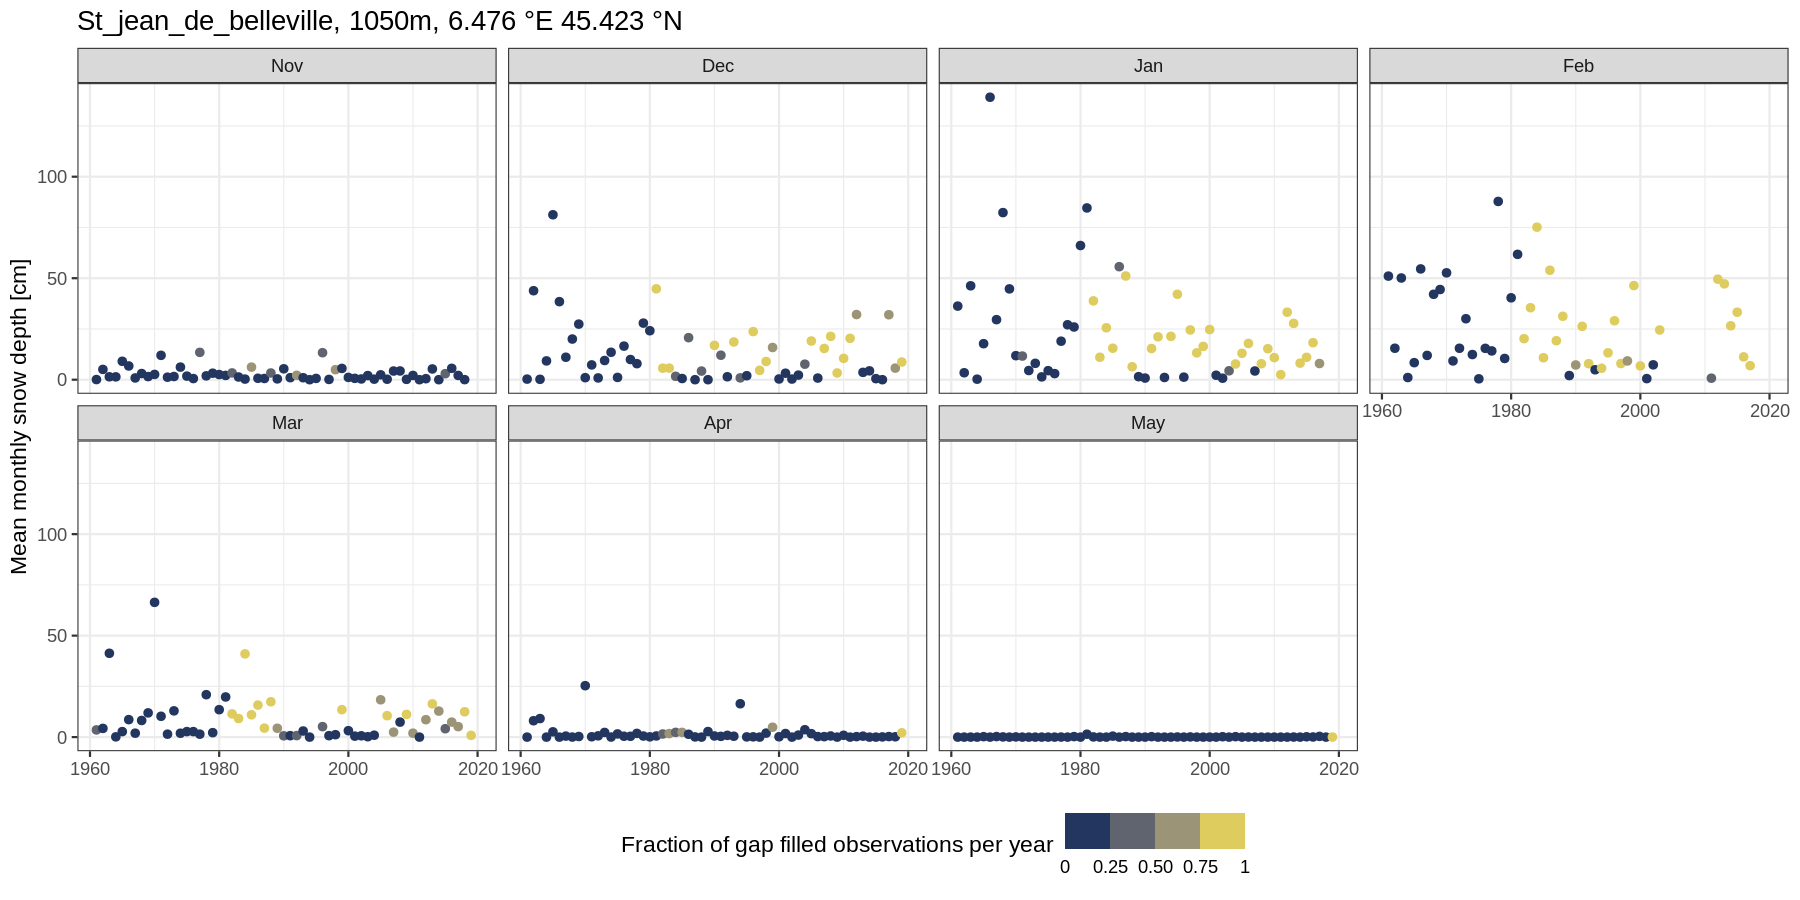 St_jean_de_belleville, 1050m, 6.476 °E 45.423 °N
Nov Dec Jan Feb
Mean monthly snow depth [cm]
100
50
0
1960 1980 2000 2020
Mar Apr May
100
50
0
1960 1980 2000 2020 1960 1980 2000 2020 1960 1980 2000 2020
Fraction of gap filled observations per year
0 0.25 0.50 0.75 1